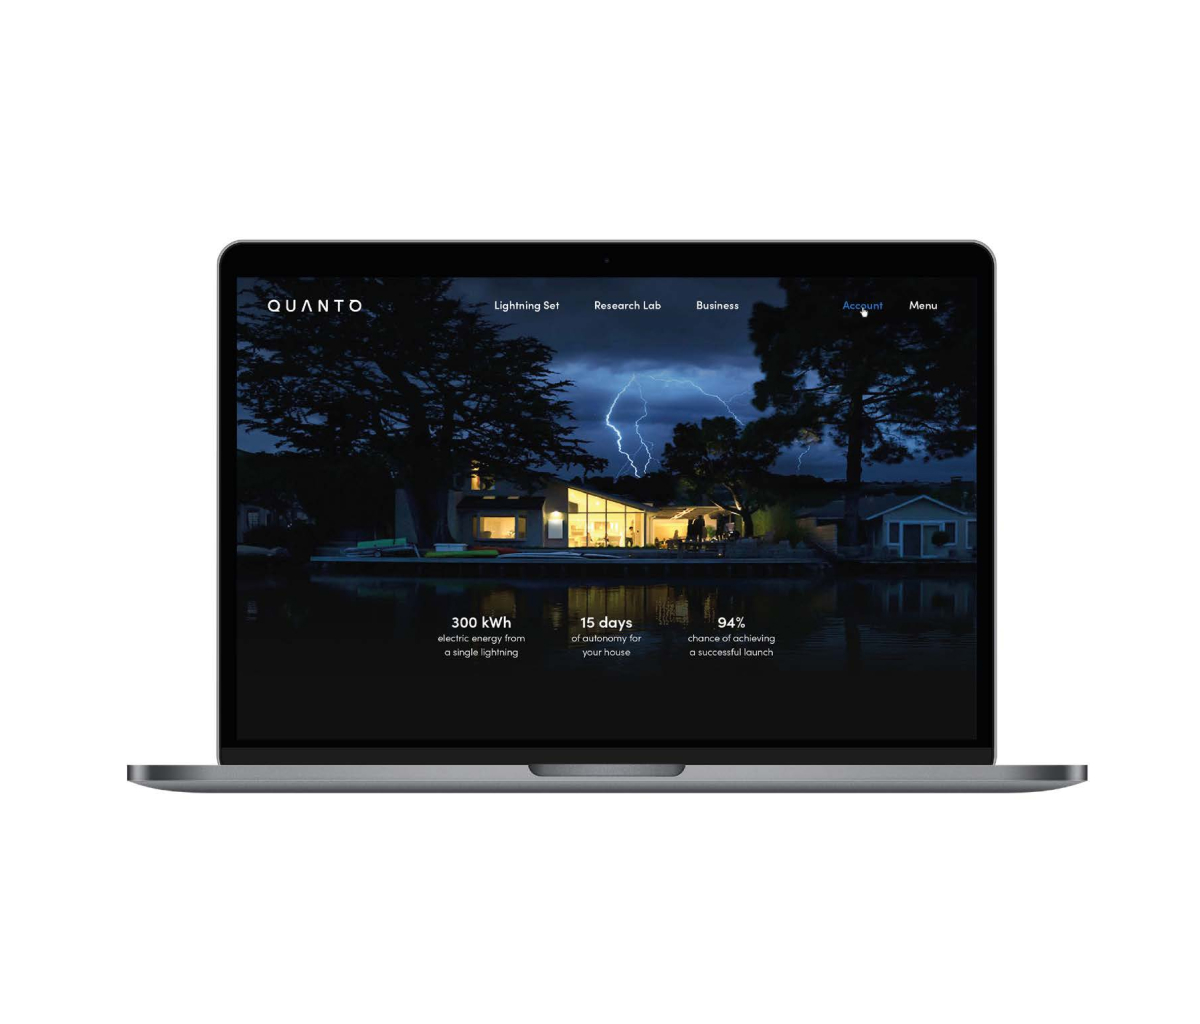 QUANTO
Lightning Set
Research Lab
Business
Account
Menu
300 kWh
electric energy from
a single lightning
15 days
of autonomy for
your house
94%
chance of achieving
a successful launch